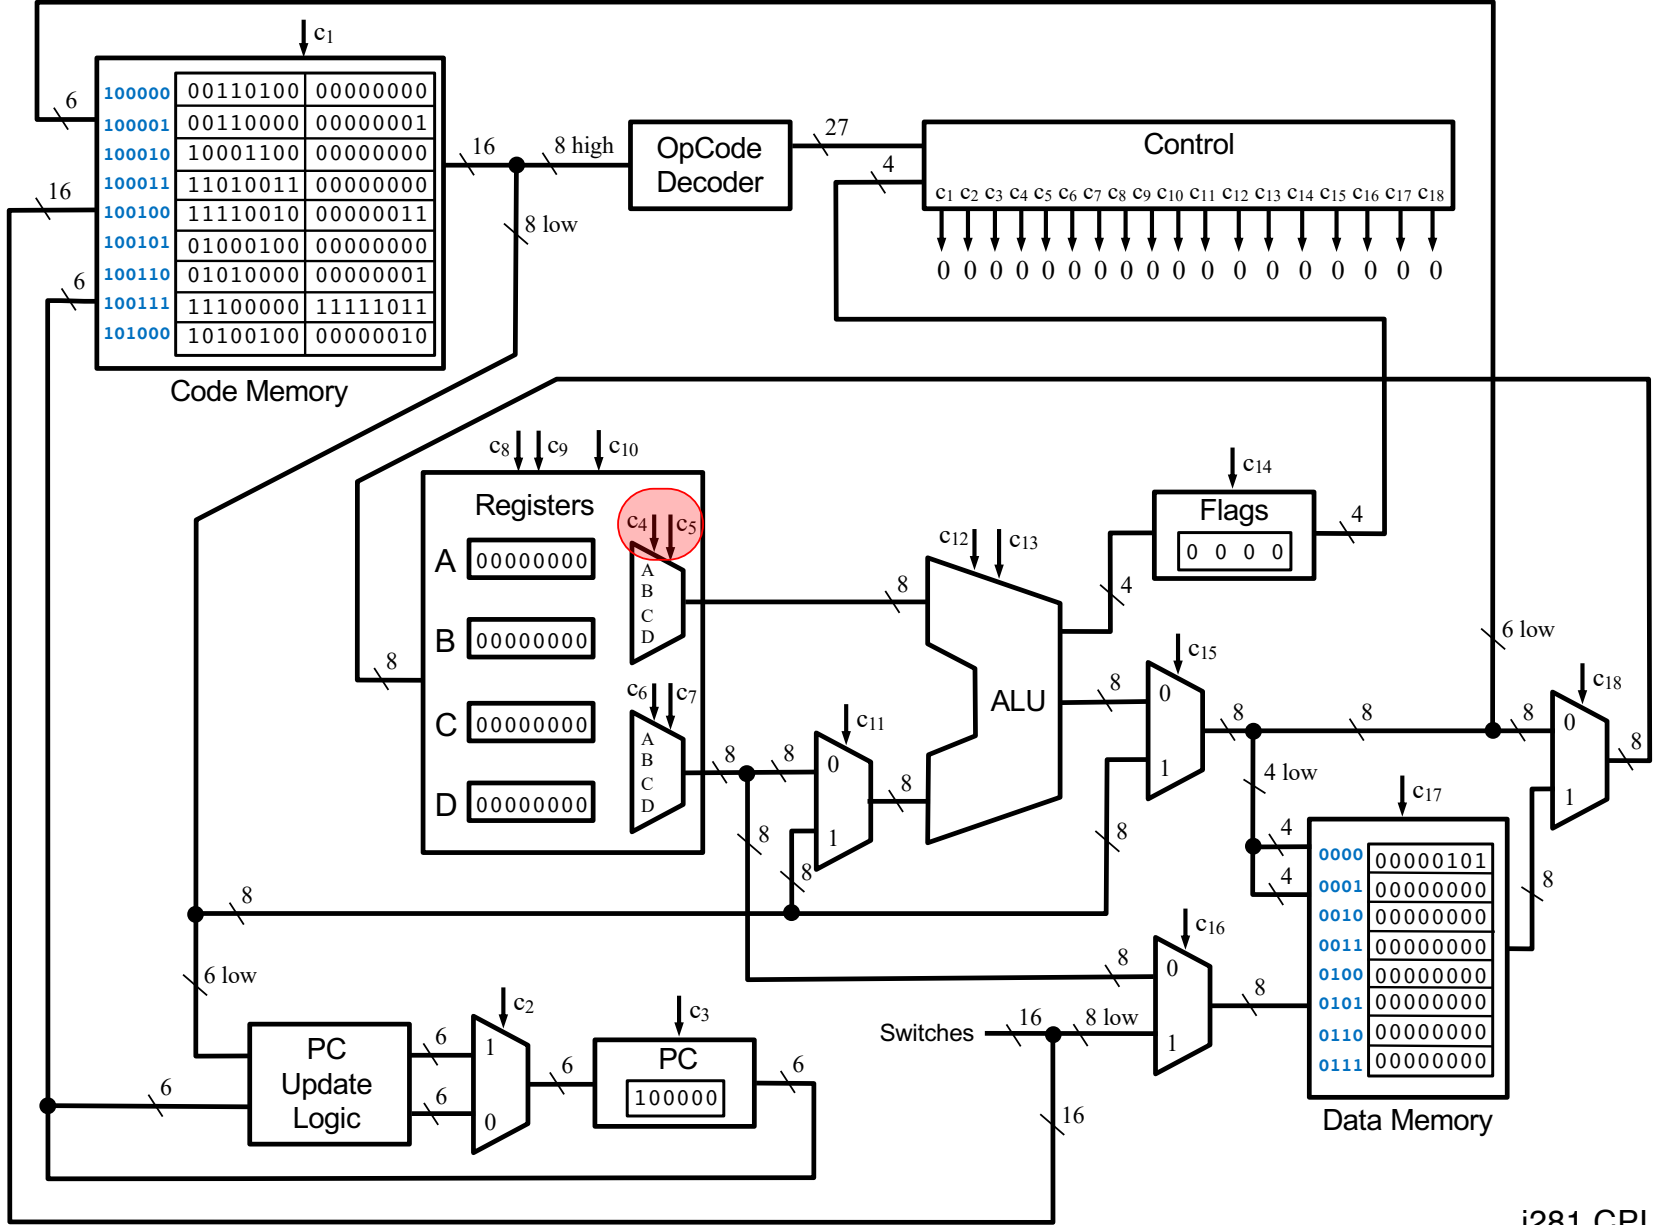 c1
100000 00110100 00000000
100001 00110000 00000001
100010 10001100 00000000
100011 11010011 00000000
100100 11110010 00000011
100101 01000100 00000000
100110 01010000 00000001
100111 11100000 11111011
101000 10100100 00000010
Code Memory
6
16
6
16
8 high
8 low
OpCode
Decoder
27
4
Control
c1 c2 c3 c4 c5 c6 c7 c8 c9 c10 c11 c12 c13 c14 c15 c16 c17 c18
0 0 0 0 0 0 0 0 0 0 0 0 0 0 0 0 0 0
c8 c9 c10
Registers
c4 c5
A 00000000
B 00000000
C 00000000
D 00000000
A
B
C
D
c6 c7
A
B
C
D
8
8
8
8
8
8
c11
0
1
8
8
c12 c13
ALU
4
8
c14
Flags
0 0 0 0
4
c15
0
1
8
8
8
4 low
6 low
8
c18
0
1
8
c17
4
4
8
0000 00000101
0001 00000000
0010 00000000
0011 00000000
0100 00000000
0101 00000000
0110 00000000
0111 00000000
Data Memory
c16
0
1
8
8
Switches
16
8 low
16
8
6 low
PC
Update
Logic
6
6
6
c2
1
0
6
c3
PC
100000
6
i281 CPU